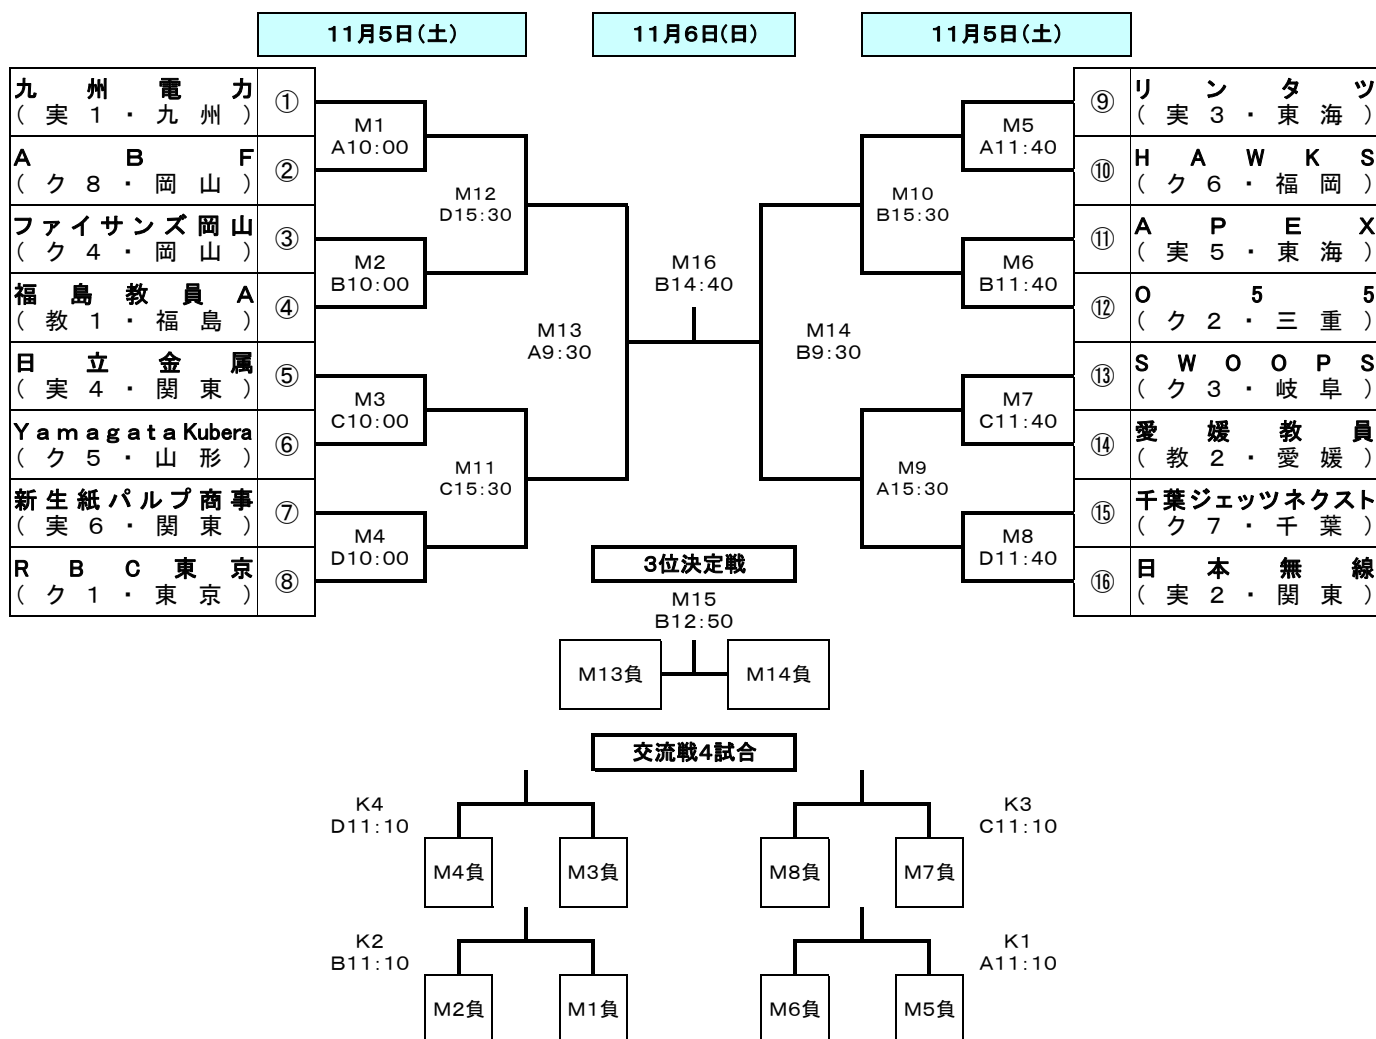 11月5日(土)
11月6日(日)
11月5日(土)
九州電力
(実1・九州)
①
ABF
(ク8・岡山)
②
ファイサンズ岡山
(ク4・岡山)
③
福島教員A
(教1・福島)
④
日立金属
(実4・関東)
⑤
YamagataKubera
(ク5・山形)
⑥
新生紙パルプ商事
(実6・関東)
⑦
RBC東京
(ク1・東京)
⑧
M1
A10:00
M2
B10:00
M3
C10:00
M4
D10:00
M12
D15:30
M11
C15:30
M13
A9:30
M16
B14:40
M14
B9:30
M10
B15:30
M9
A15:30
M5
A11:40
M6
B11:40
M7
C11:40
M8
D11:40
⑨
リンタツ
(実3・東海)
⑩
HAWKS
(ク6・福岡)
⑪
APEX
(実5・東海)
⑫
O55
(ク2・三重)
⑬
SWOOPS
(ク3・岐阜)
⑭
愛媛教員
(教2・愛媛)
⑮
千葉ジェッツネクスト
(ク7・千葉)
⑯
日本無線
(実2・関東)
3位決定戦
M15
B12:50
M13負
M14負
交流戦4試合
K4
D11:10
M4負
M3負
K3
C11:10
M8負
M7負
K2
B11:10
M2負
M1負
K1
A11:10
M6負
M5負